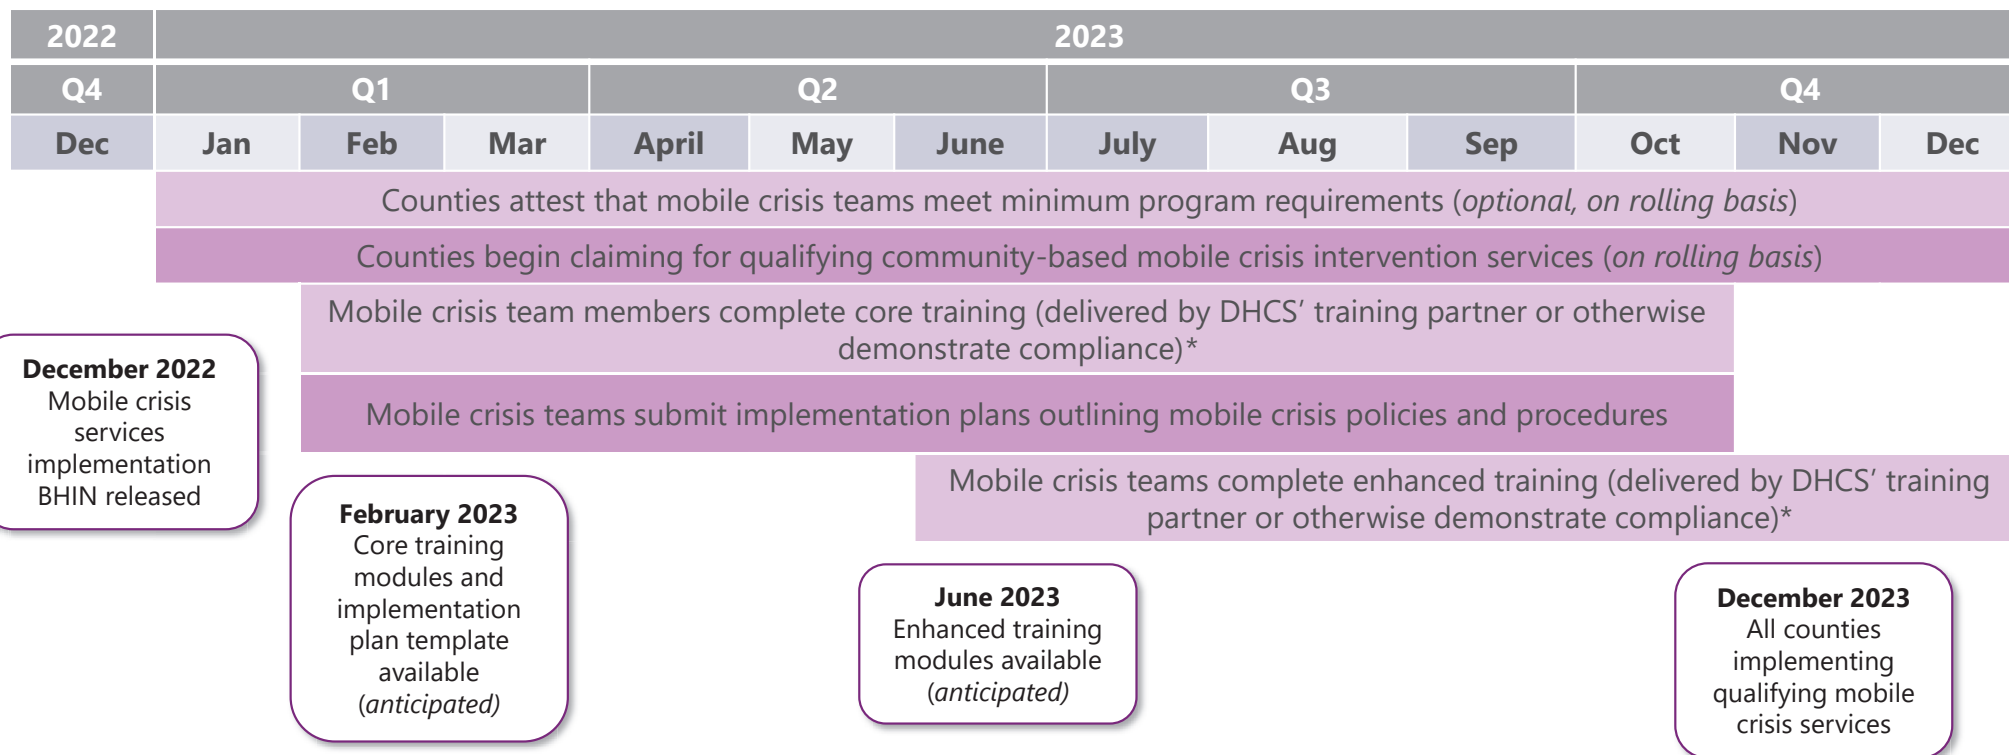 2022 2023
Q4 Q1 Q2 Q3 Q4
Dec Jan Feb Mar April May June July Aug Sep Oct Nov Dec
Counties attest that mobile crisis teams meet minimum program requirements (optional, on rolling basis)
Counties begin claiming for qualifying community-based mobile crisis intervention services (on rolling basis)
Mobile crisis team members complete core training (delivered by DHCS’ training partner or otherwise
demonstrate compliance)*
Mobile crisis teams submit implementation plans outlining mobile crisis policies and procedures
Mobile crisis teams complete enhanced training (delivered by DHCS’ training
partner or otherwise demonstrate compliance)*
December 2022
Mobile crisis
services
implementation
BHIN released
February 2023
Core training
modules and
implementation
plan template
available
(anticipated)
June 2023
Enhanced training
modules available
(anticipated)
December 2023
All counties
implementing
qualifying mobile
crisis services